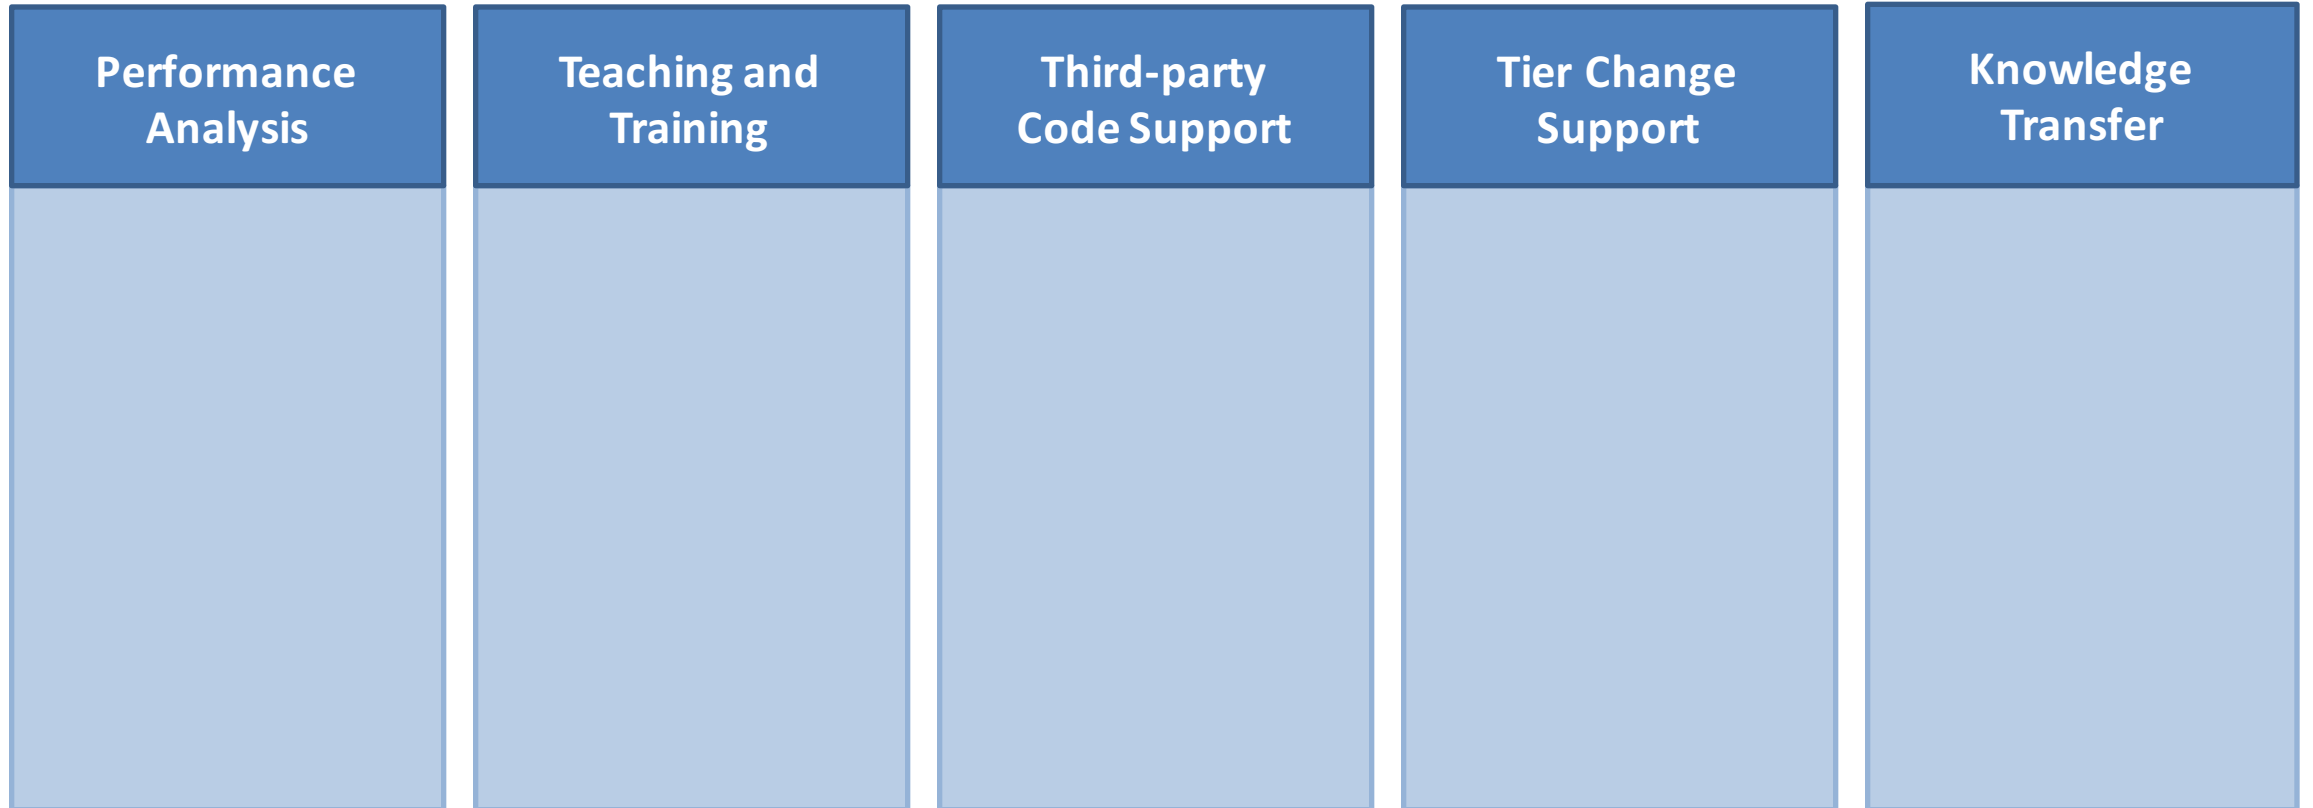 Performance
Analysis
Teaching and
Training
Third-party
Code Support
Tier Change
Support
Knowledge
Transfer